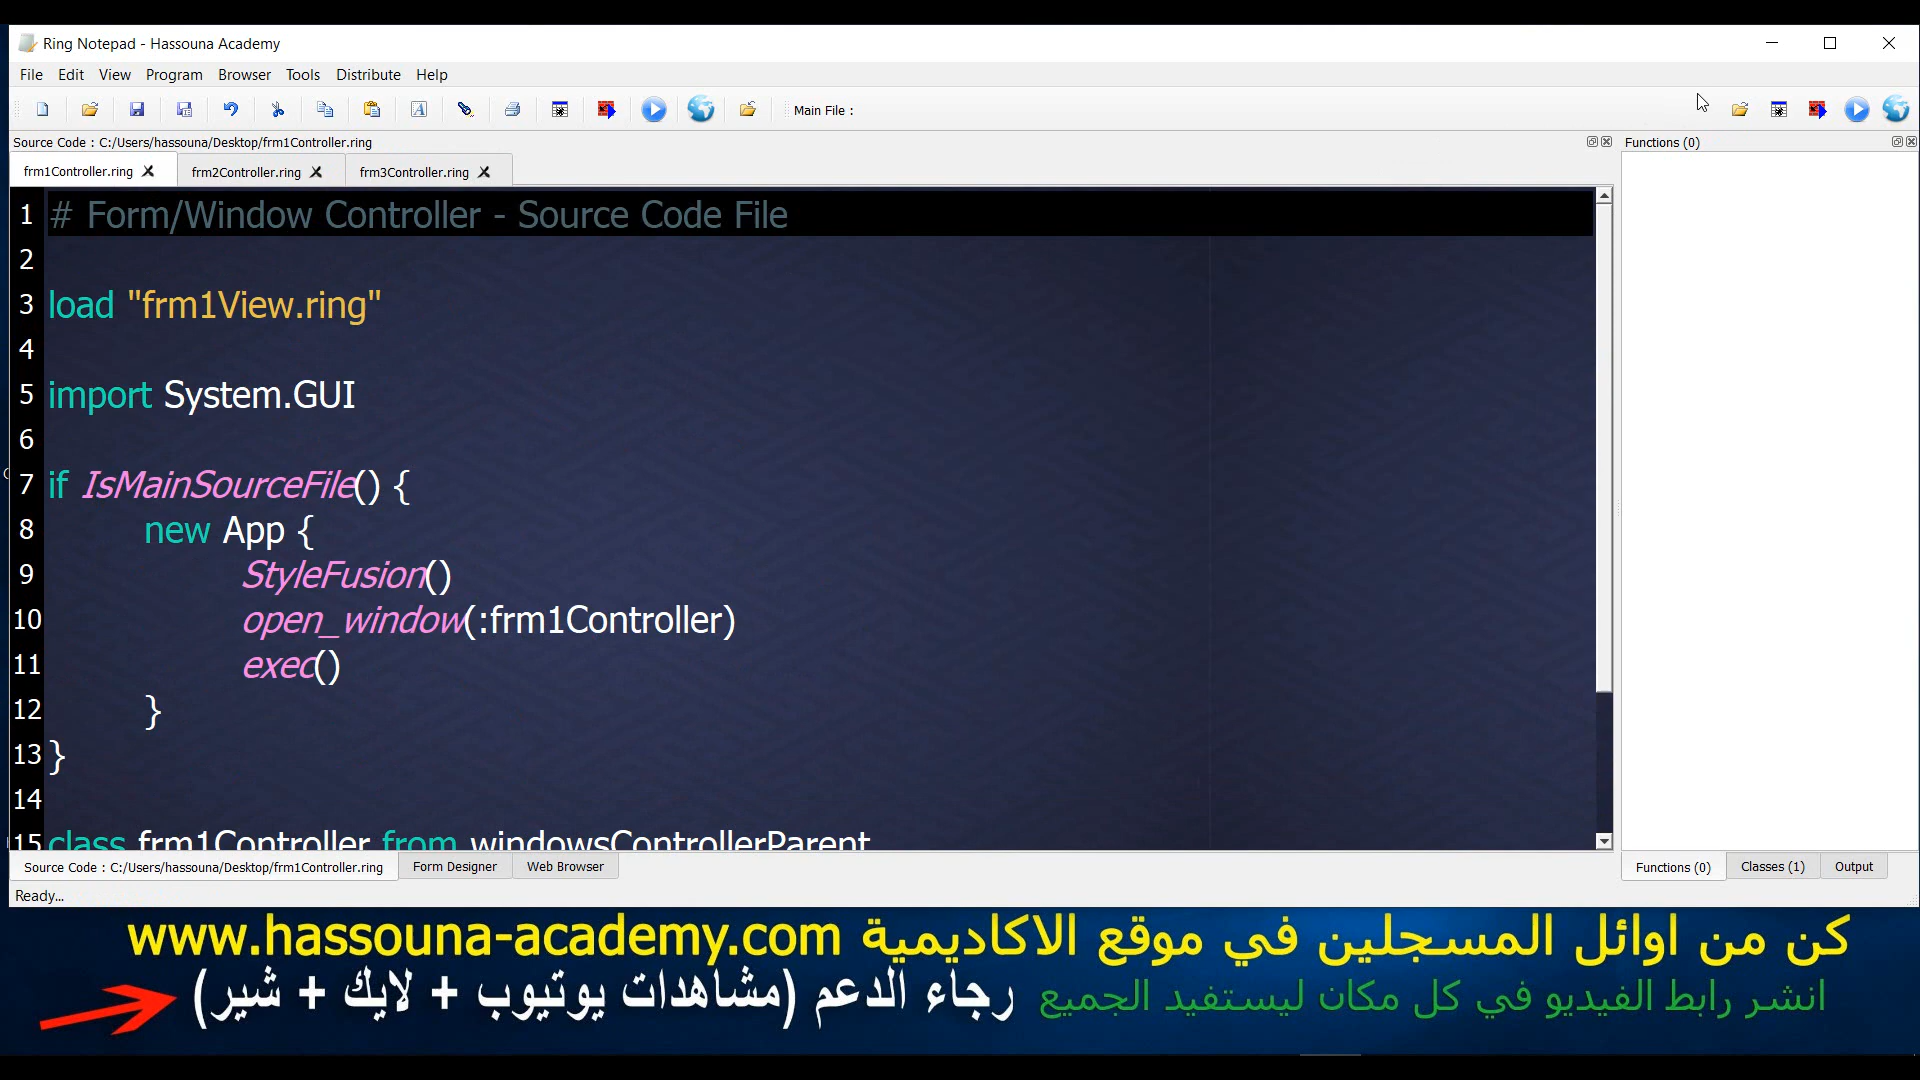 Ring Notepad - Hassouna Academy
File Edit View Program Browser Tools Distribute Help
Main File :
Source Code : C:/Users/hassouna/Desktop/frm1Controller.ring
Functions (0)
frm1Controller.ring frm2Controller.ring frm3Controller.ring
1 # Form/Window Controller - Source Code File
2
3 load "frm1View.ring"
4
5 import System.GUI
6
7 if IsMainSourceFile() {
8 new App {
9 StyleFusion()
10 open_window(:frm1Controller)
11 exec()
12 }
13 }
14
15 class frm1Controller from windowsControllerParent
Source Code : C:/Users/hassouna/Desktop/frm1Controller.ring Form Designer Web Browser
Functions (0) Classes (1) Output
Ready...
كن من اوائل المسجلين في موقع الاكاديمية www.hassouna-academy.com
انشر رابط الفيديو في كل مكان ليستفيد الجميع رجاء الدعم (مشاهدات يوتيوب + لايك + شير)